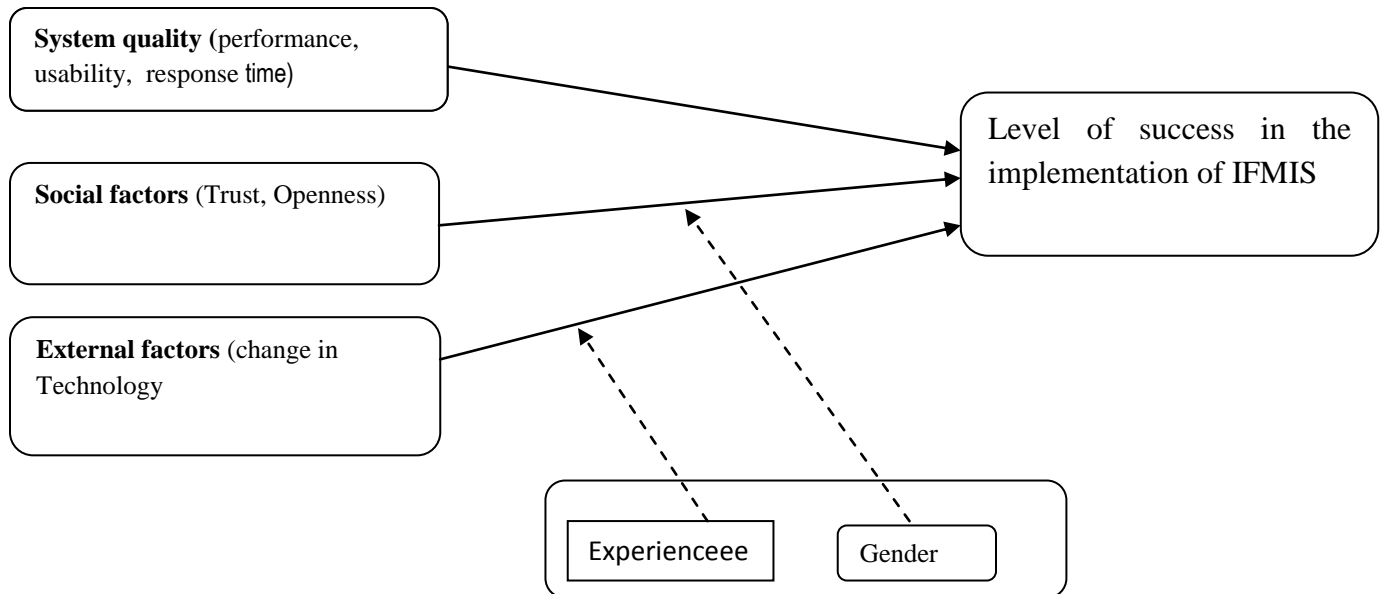 System quality (performance,
usability, response time)
Level of success in the
implementation of IFMIS
Social factors (Trust, Openness)
External factors (change in
Technology
Experienceee
Gender